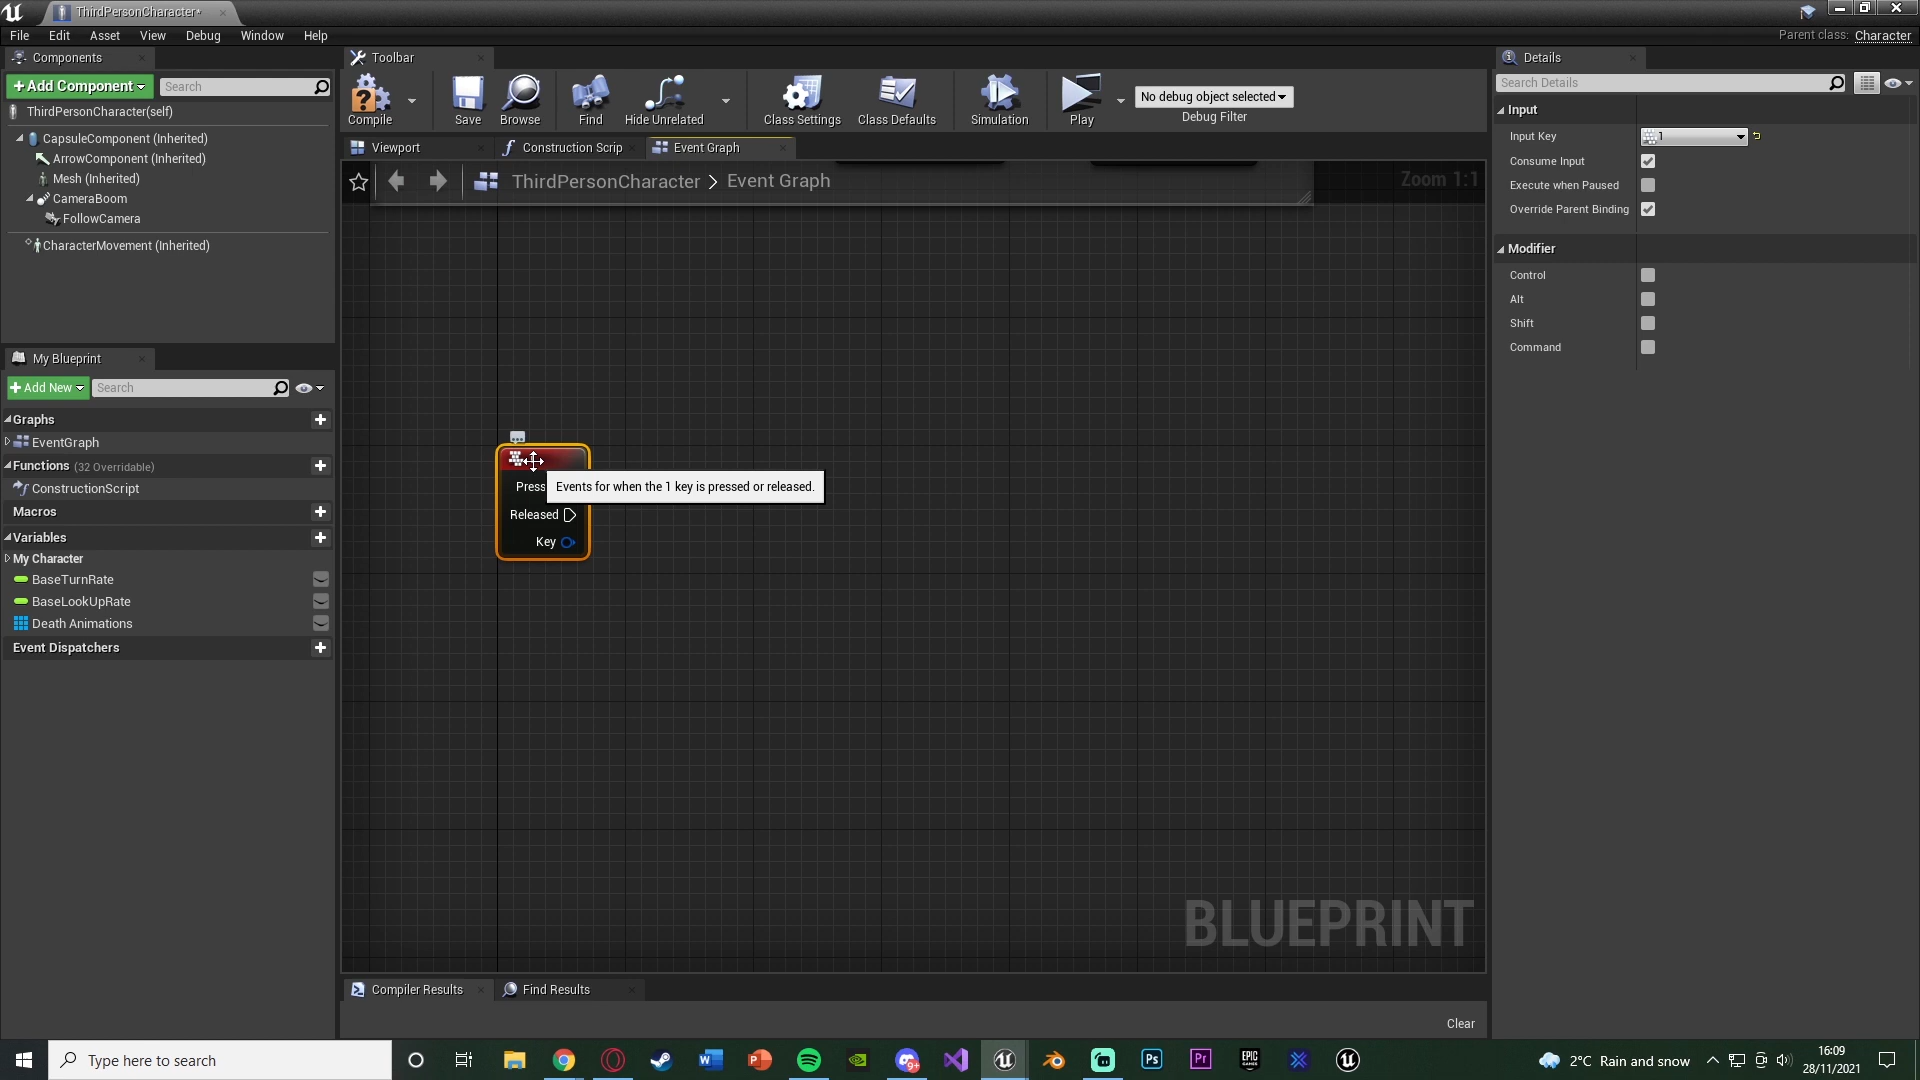 ThirdPersonCharacter*
File Edit Asset View Debug Window Help
Parent class: Character
Components
+Add Component
Search
ThirdPersonCharacter(self)
CapsuleComponent (Inherited)
ArrowComponent (Inherited)
Mesh (Inherited)
CameraBoom
FollowCamera
CharacterMovement (Inherited)
My Blueprint
+Add New
Search
Graphs
EventGraph
Functions (32 Overridable)
ConstructionScript
Macros
Variables
My Character
BaseTurnRate
BaseLookUpRate
Death Animations
Event Dispatchers
Toolbar
Compile
Save
Browse
Find
Hide Unrelated
Class Settings
Class Defaults
Simulation
Play
No debug object selected
Debug Filter
Viewport
Construction Scrip
Event Graph
ThirdPersonCharacter > Event Graph
Zoom 1:1
Press
Events for when the 1 key is pressed or released.
Released
Key
BLUEPRINT
Compiler Results
Find Results
Clear
Details
Search Details
Input
Input Key
1
Consume Input
Execute when Paused
Override Parent Binding
Modifier
Control
Alt
Shift
Command
Type here to search
2°C Rain and snow
16:09
28/11/2021